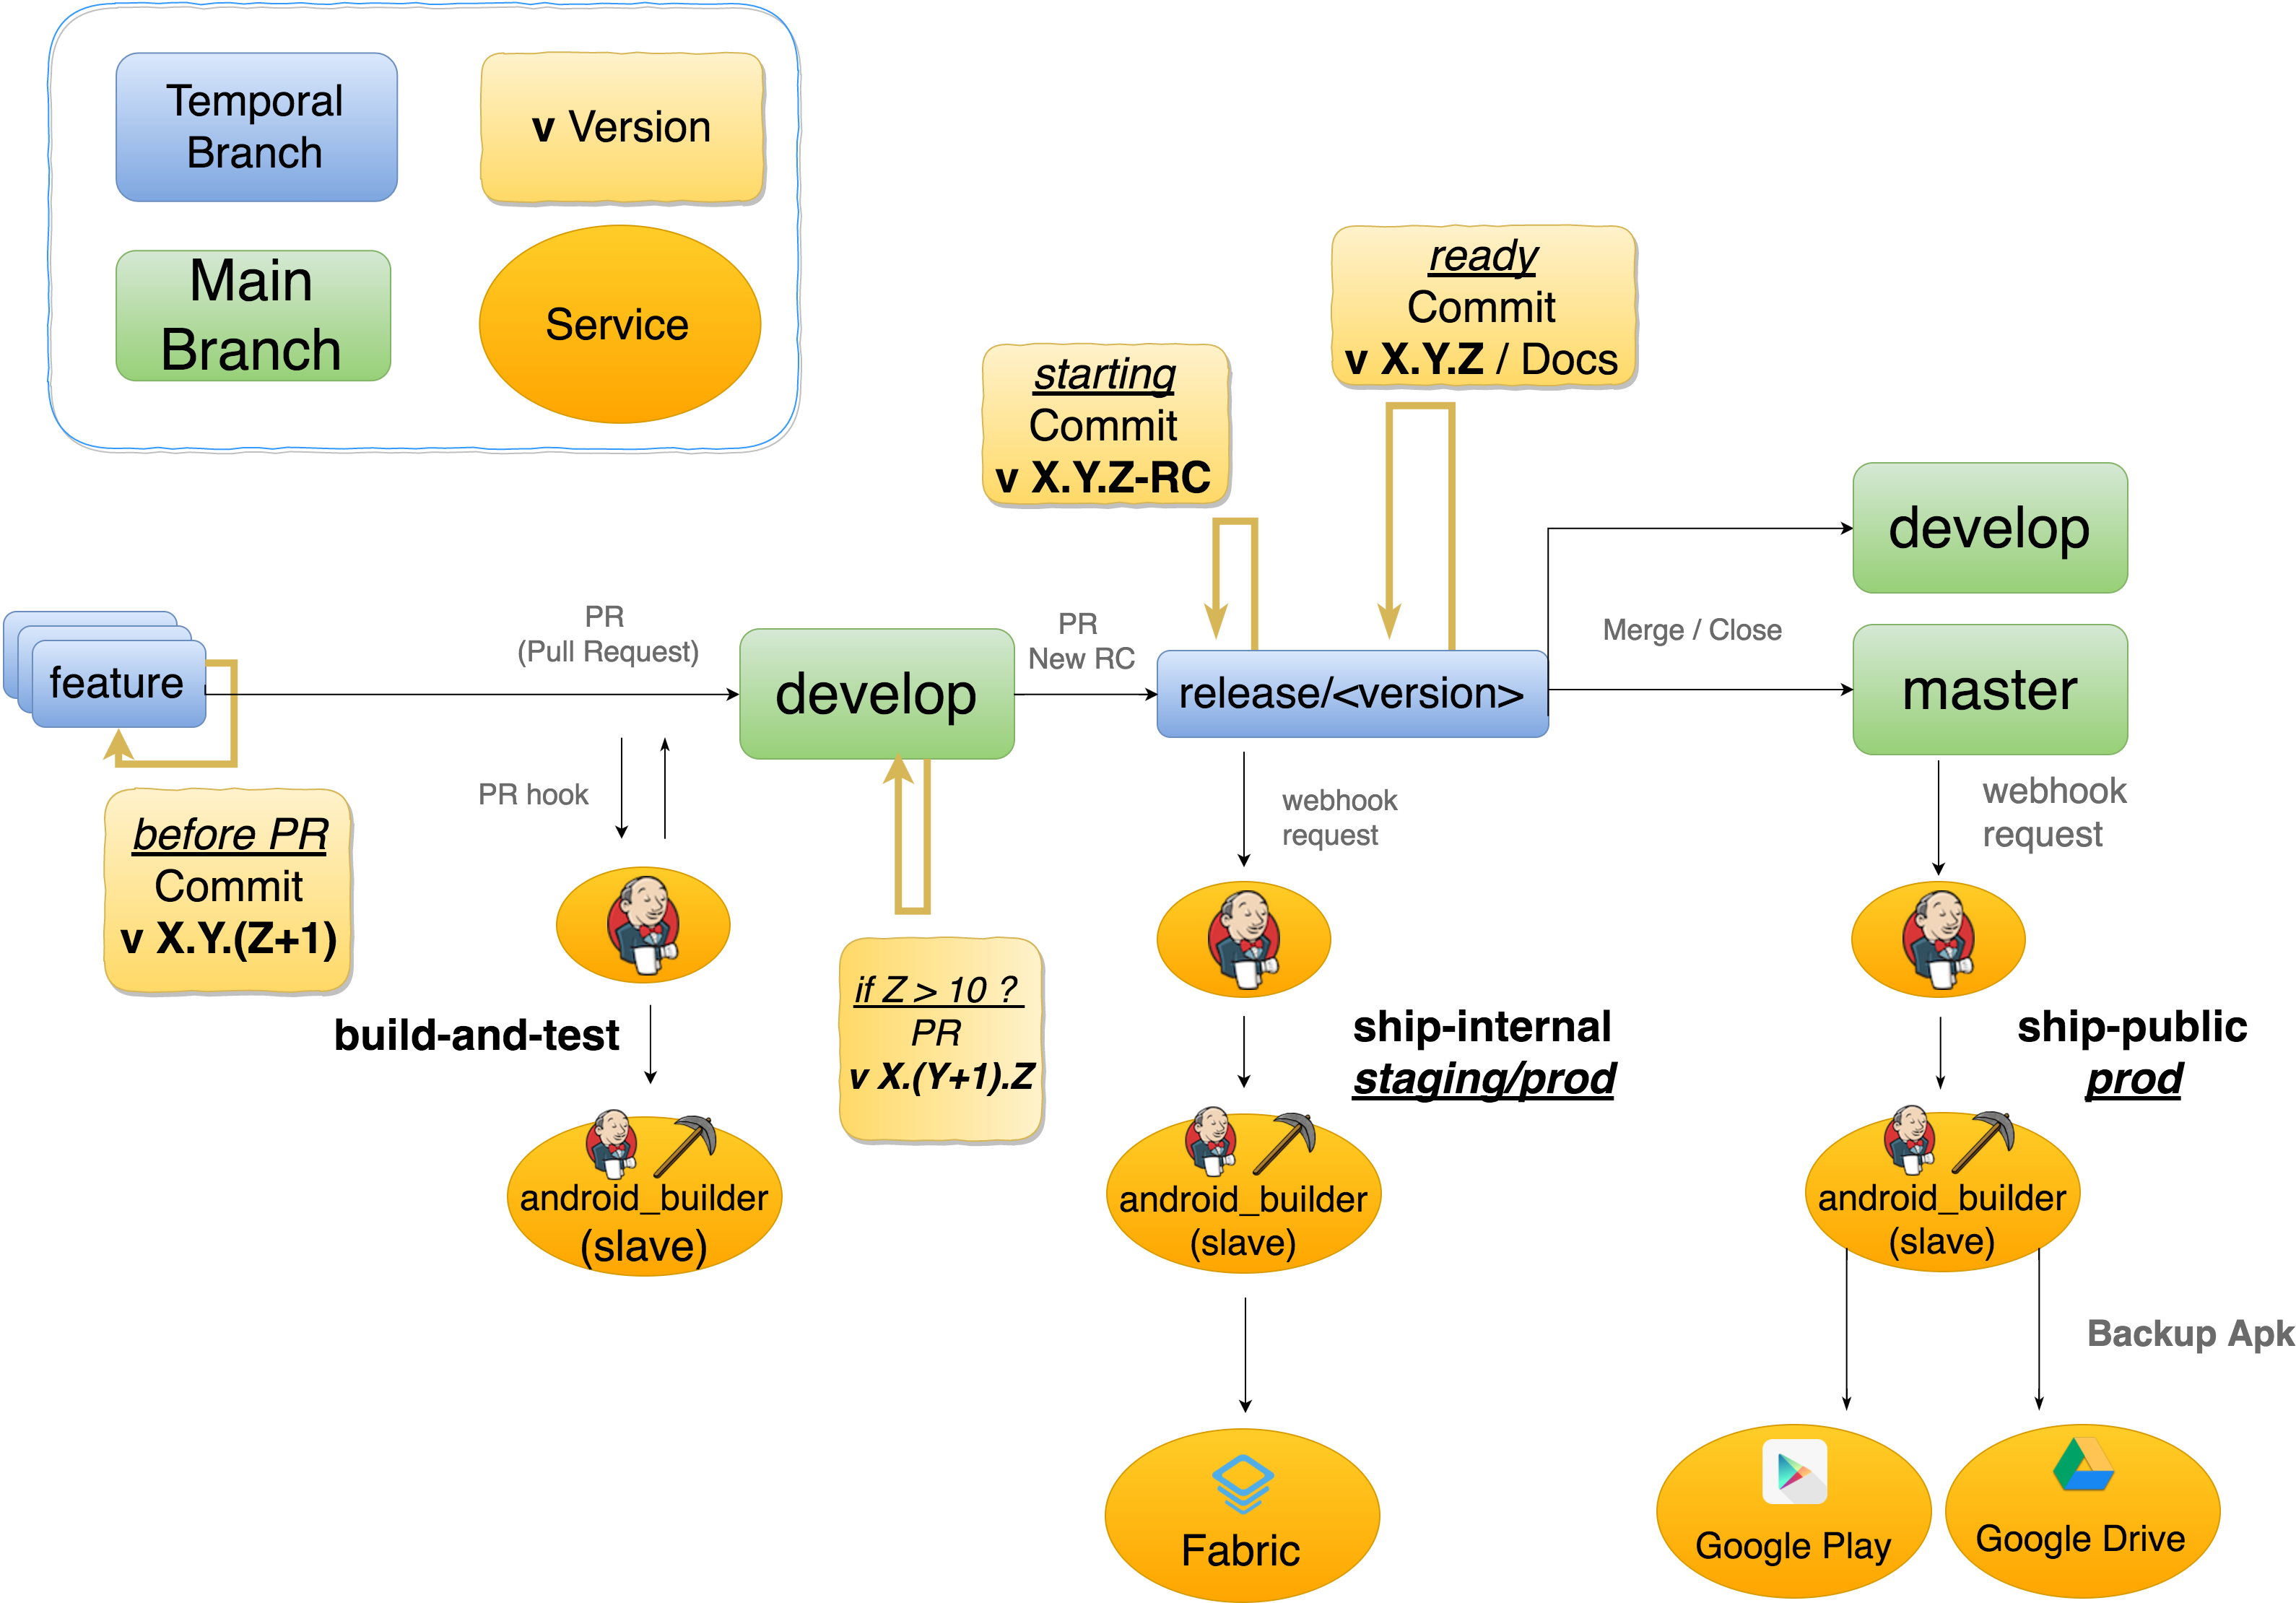 Temporal
Branch
v Version
Main
Branch
Service
ready
Commit
v X.Y.Z / Docs
starting
Commit
v X.Y.Z-RC
develop
PR
(Pull Request)
PR
New RC
Merge / Close
feature
develop
release/<version>
master
PR hook
webhook
request
webhook
request
before PR
Commit
v X.Y.(Z+1)
if Z > 10 ?
PR
v X.(Y+1).Z
build-and-test
ship-internal
staging/prod
ship-public
prod
android_builder
(slave)
android_builder
(slave)
android_builder
(slave)
Backup Apk
Fabric
Google Play
Google Drive